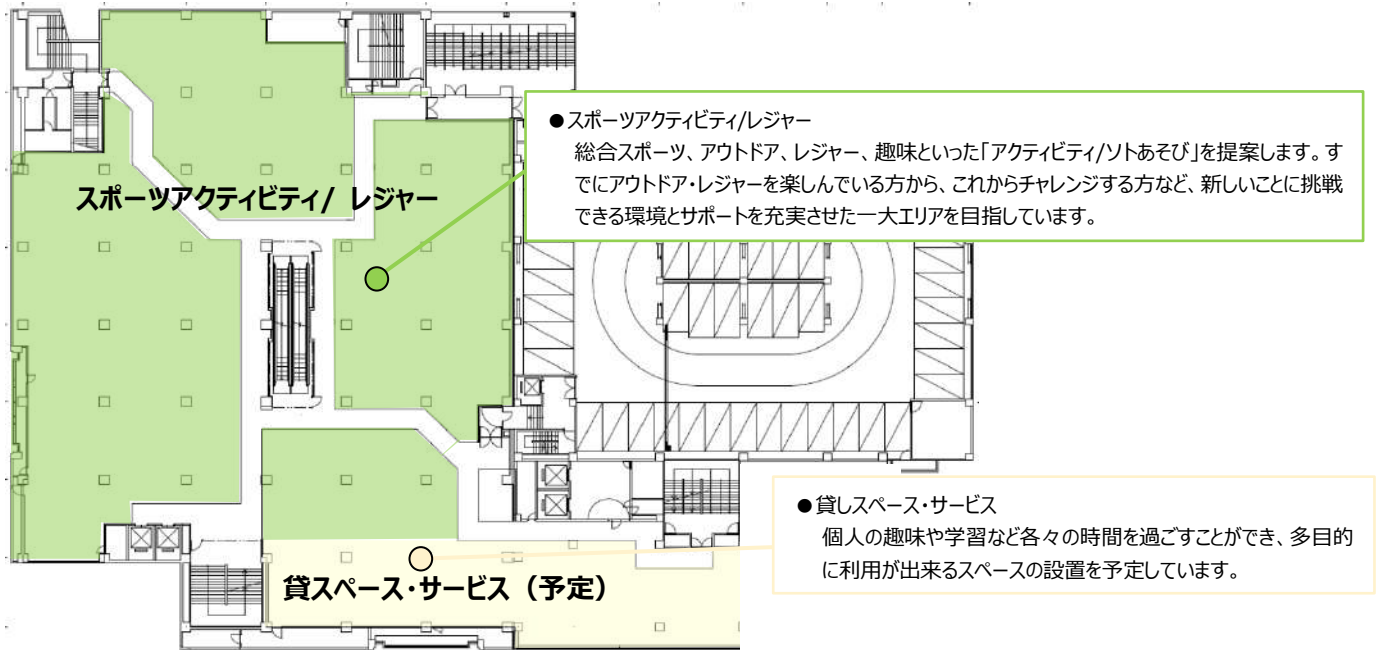 ●スポーツアクティビティ/レジャー
総合スポーツ、アウトドア、レジャー、趣味といった「アクティビティ/ソトあそび」を提案します。す
でにアウトドア・レジャーを楽しんでいる方から、これからチャレンジする方など、新しいことに挑戦
できる環境とサポートを充実させた一大エリアを目指しています。
スポーツアクティビティ/ レジャー
●貸しスペース・サービス
個人の趣味や学習など各々の時間を過ごすことができ、多目的
に利用が出来るスペースの設置を予定しています。
貸スペース・サービス（予定）